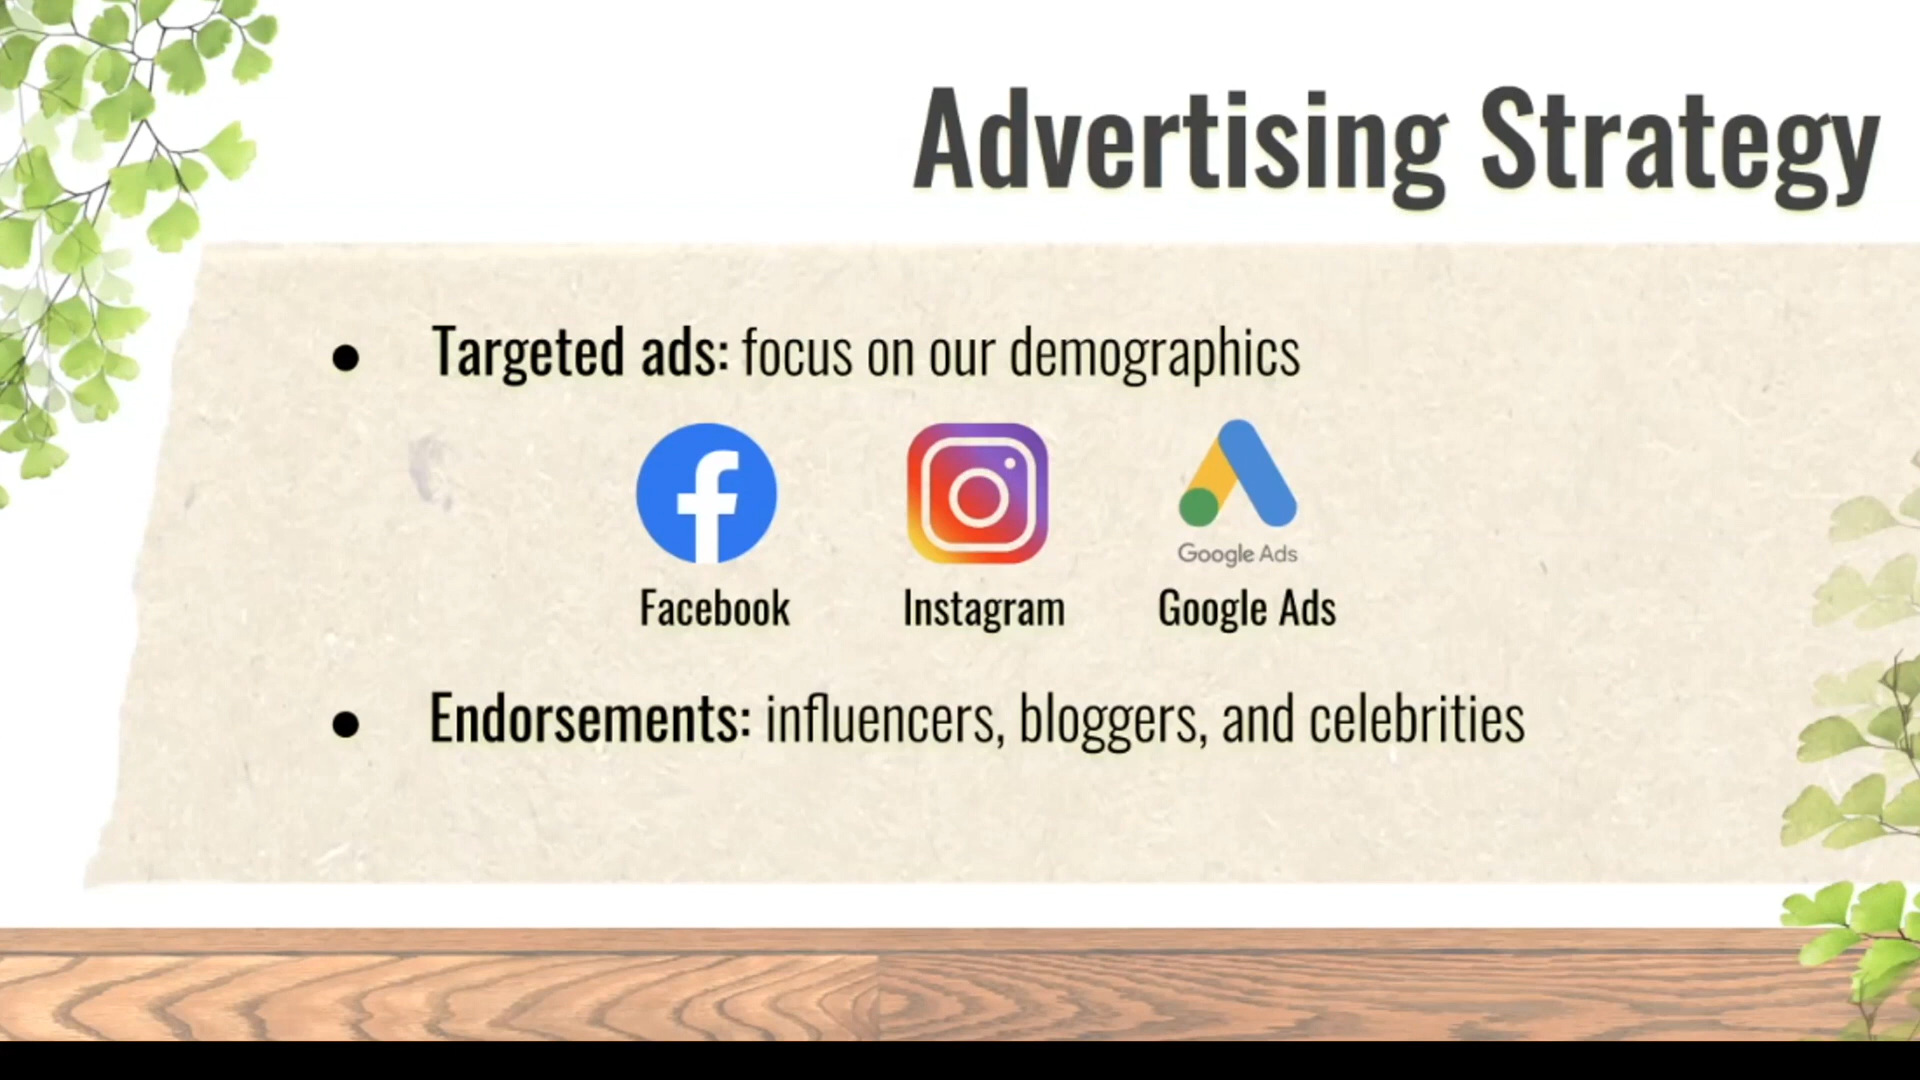 Advertising Strategy
● Targeted ads: focus on our demographics
Google Ads
Facebook Instagram Google Ads
● Endorsements: influencers, bloggers, and celebrities